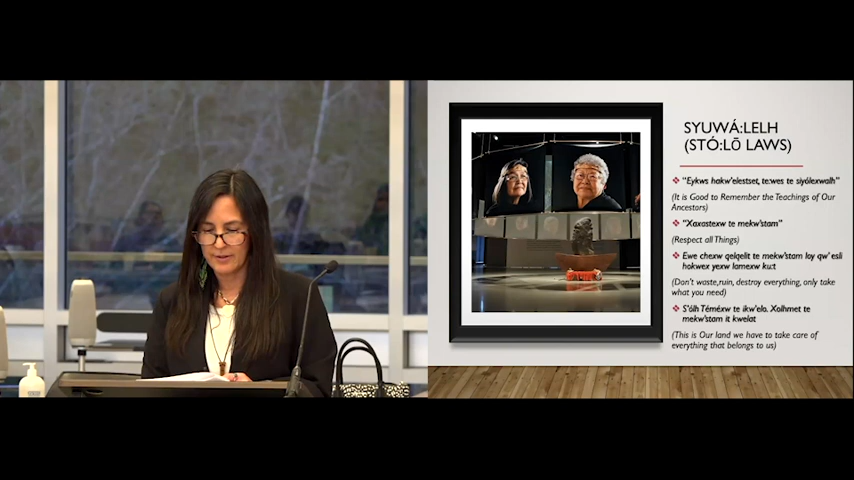 SYUWÁ:LELH
(STÓ:LŌ LAWS)
“Eykws hakw’elestset, te:wes te siyólexwalh”
(It is Good to Remember the Teachings of Our
Ancestors)
“Xaxastexw te mekw’stam”
(Respect all Things)
Ewe chexw qelqelit te mekw’stam loy qw’ esli
hokwex yexw lamexw ku:t
(Don’t waste,ruin, destroy everything, only take
what you need)
S’ólh Téméxw te ikw’elo. Xolhmet te
mekw’stam it kwelat
(This is Our land we have to take care of
everything that belongs to us)